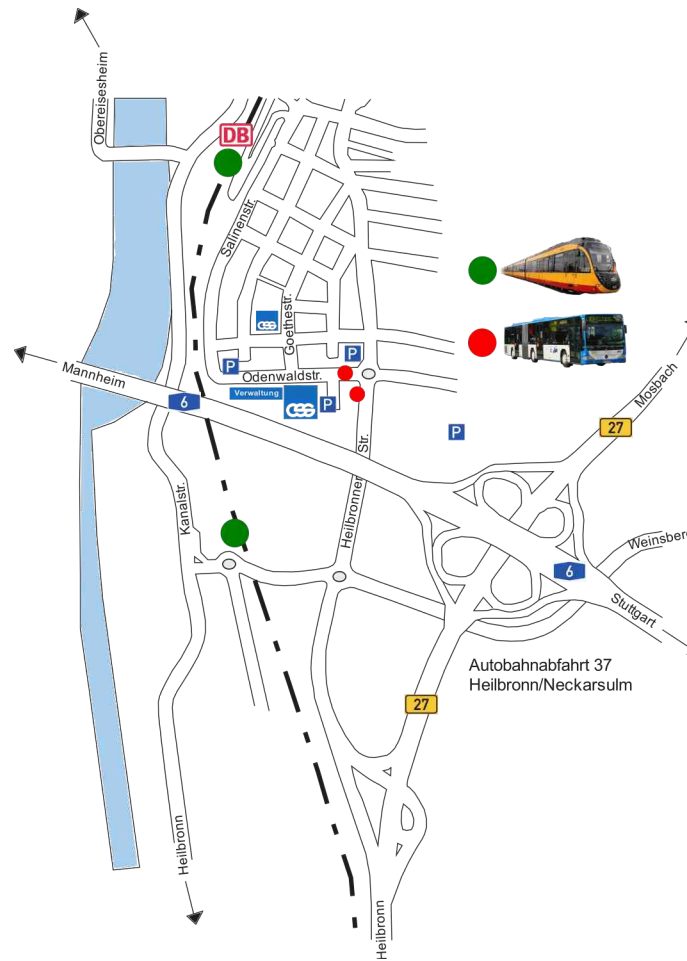 Obereisesheim
DB
Salinenstr.
Goethestr.
P
P
Odenwaldstr.
Verwaltung
CSG
P
Mannheim
6
P
27
Mosbach
Kanalstr.
Heilbronner Str.
Weinsberg
6
Stuttgart
Autobahnabfahrt 37
Heilbronn/Neckarsulm
27
Heilbronn
Heilbronn